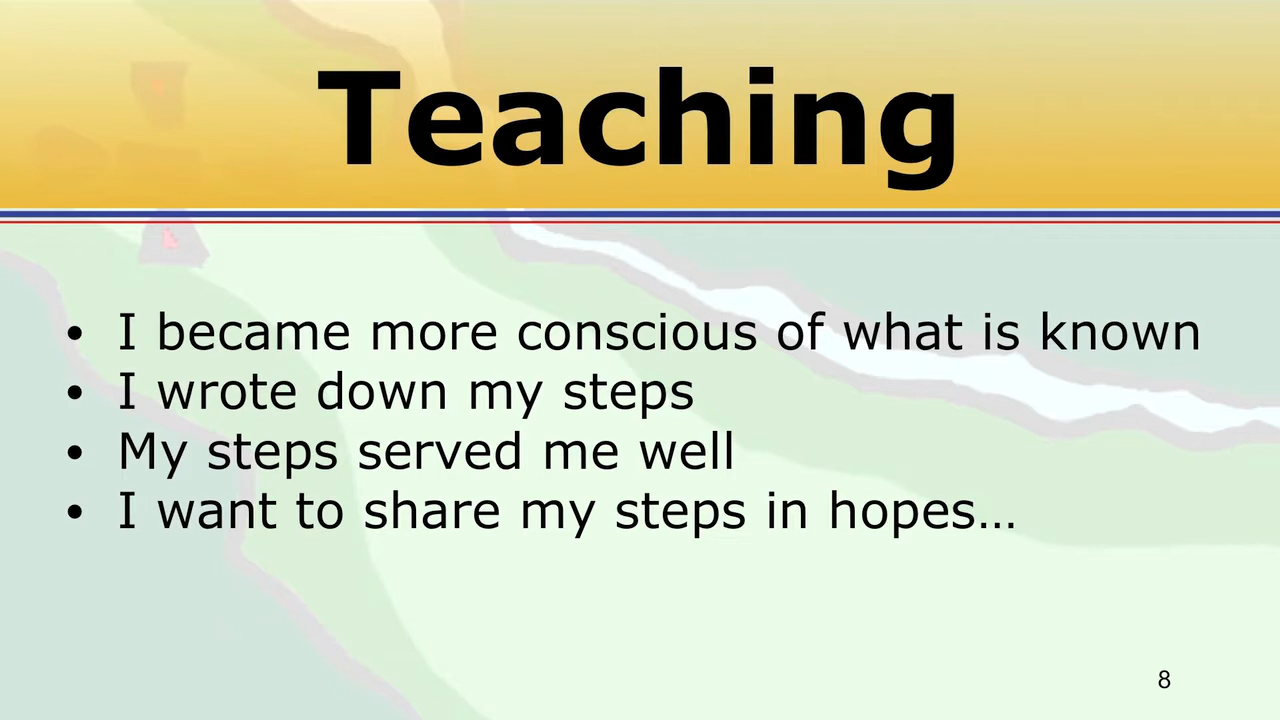 Teaching
• I became more conscious of what is known
• I wrote down my steps
• My steps served me well
• I want to share my steps in hopes…
8